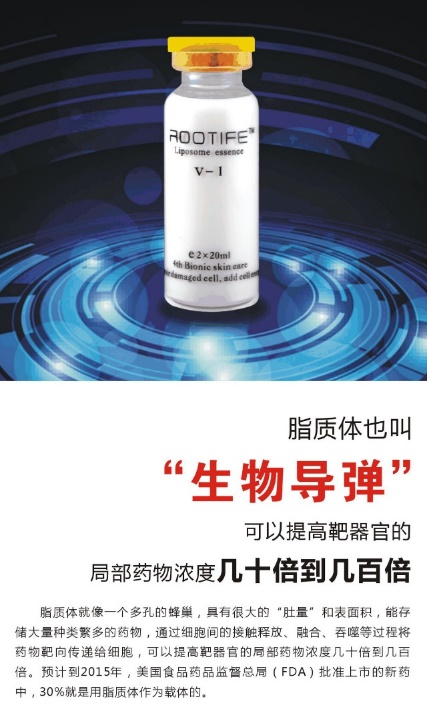 ROOTIFE™
Liposome essence
V-1
e 2×20ml
4th Bionic skin care
damaged cell, add cell
脂质体也叫
“生物导弹”
可以提高靶器官的
局部药物浓度几十倍到几百倍
脂质体就像一个多孔的蜂巢，具有很大的“肚量”和表面积，能存
储大量种类繁多的药物，通过细胞间的接触释放、融合、吞噬等过程将
药物靶向传递给细胞，可以提高靶器官的局部药物浓度几十倍到几百
倍。预计到2015年，美国食品药品监督总局（FDA）批准上市的新药
中，30%就是用脂质体作为载体的。